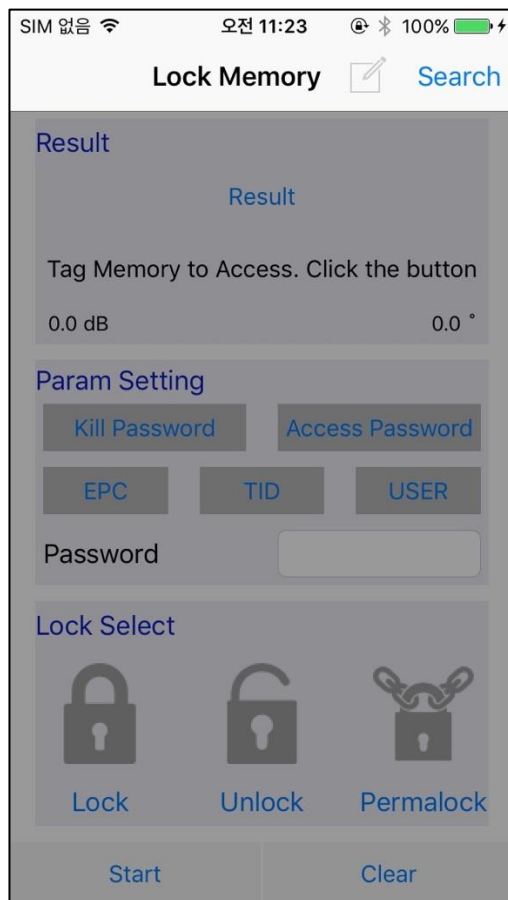 SIM 없음 오전 11:23 100%
Lock Memory Search
Result
Result
Tag Memory to Access. Click the button
0.0 dB 0.0 °
Param Setting
Kill Password Access Password
EPC TID USER
Password
Lock Select
Lock Unlock Permalock
Start Clear